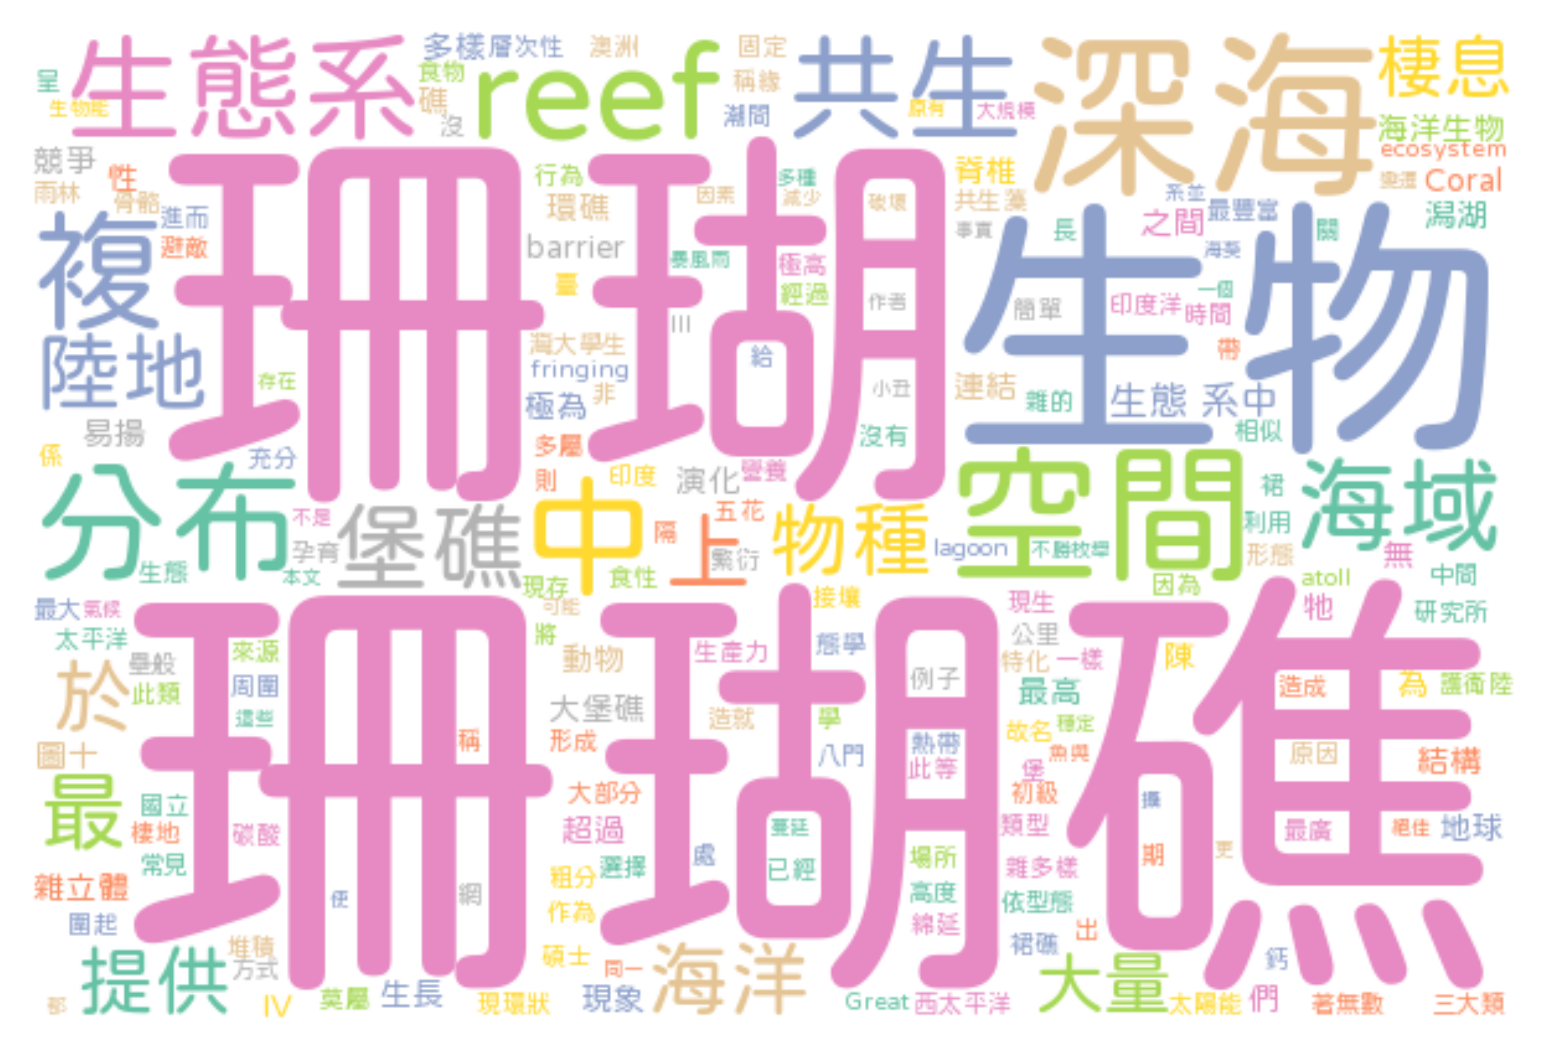 生態系 多樣 層次性 澳洲 固定 共生 深海 棲息
呈 食物 reef 稱緣
生物能 礁 潮間 原有 大規模 海洋生物
沒
競爭 性 珊瑚 行為 多種 脊椎 ecosystem
雨林 骨骼 環礁 因素 減少 破壞 共生 藻 系並 Coral
複 進而 barrier 事實 長 之間 最豐富 關 潟湖
避敵 暴風雨 極高 生物 海葵
臺 經過 作者 簡單 印度洋 一個
III 時間
陸地 灣大學生 給 帶
存在 fringing 非 小丑 連結 雜的 生態 系中
極為
易揚 多屬 沒有 相似
係 充分 則 印度 演化 營養 空間 裙 海域
分布 不是 堡礁 中 隔 上 五花 物種 利用
孕育 繁衍 lagoon 不勝枚舉 形態 無
生態 本文 現存 食性 因為 atoll 中間
最大 氣候 珊瑚礁 可能 接壤 現生 牠 研究所
太平洋 來源 將 生產力 態學 公里
於 壘般 動物 例子 特化 一樣 陳 造成 為 護衛 陸
此類 周圍 大堡礁 造就 學 最高
這些 故名 穩定
圖十 稱 形成 八門 熱帶 堡 魚與 原因 結構
此等
最 國立 大部分 初級 攝
棲地 碳酸 超過 蔓延 類型 最廣 絕佳 地球
常見 選擇 處 已經 場所 雜多樣 期 更
雜立體 便 網 粗分 高度 依型態
圍起 作為 綿延 裙礁 出
提供 堆積 碩士 海洋 大量 鈣
方式 同一
部 IV 莫屬 生長 現環狀 現象 Great 西太平洋 太陽能 們 著無數 三大類